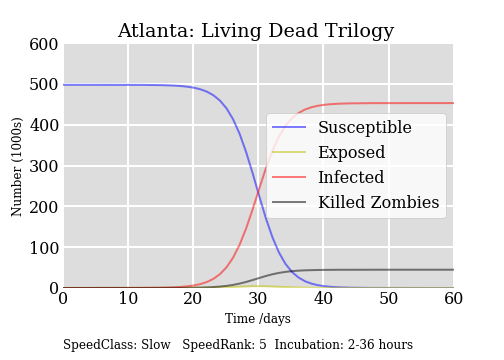 Atlanta: Living Dead Trilogy
600
500
400
300
200
100
0
Number (1000s)
Susceptible
Exposed
Infected
Killed Zombies
0 10 20 30 40 50 60
Time /days
SpeedClass: Slow SpeedRank: 5 Incubation: 2-36 hours